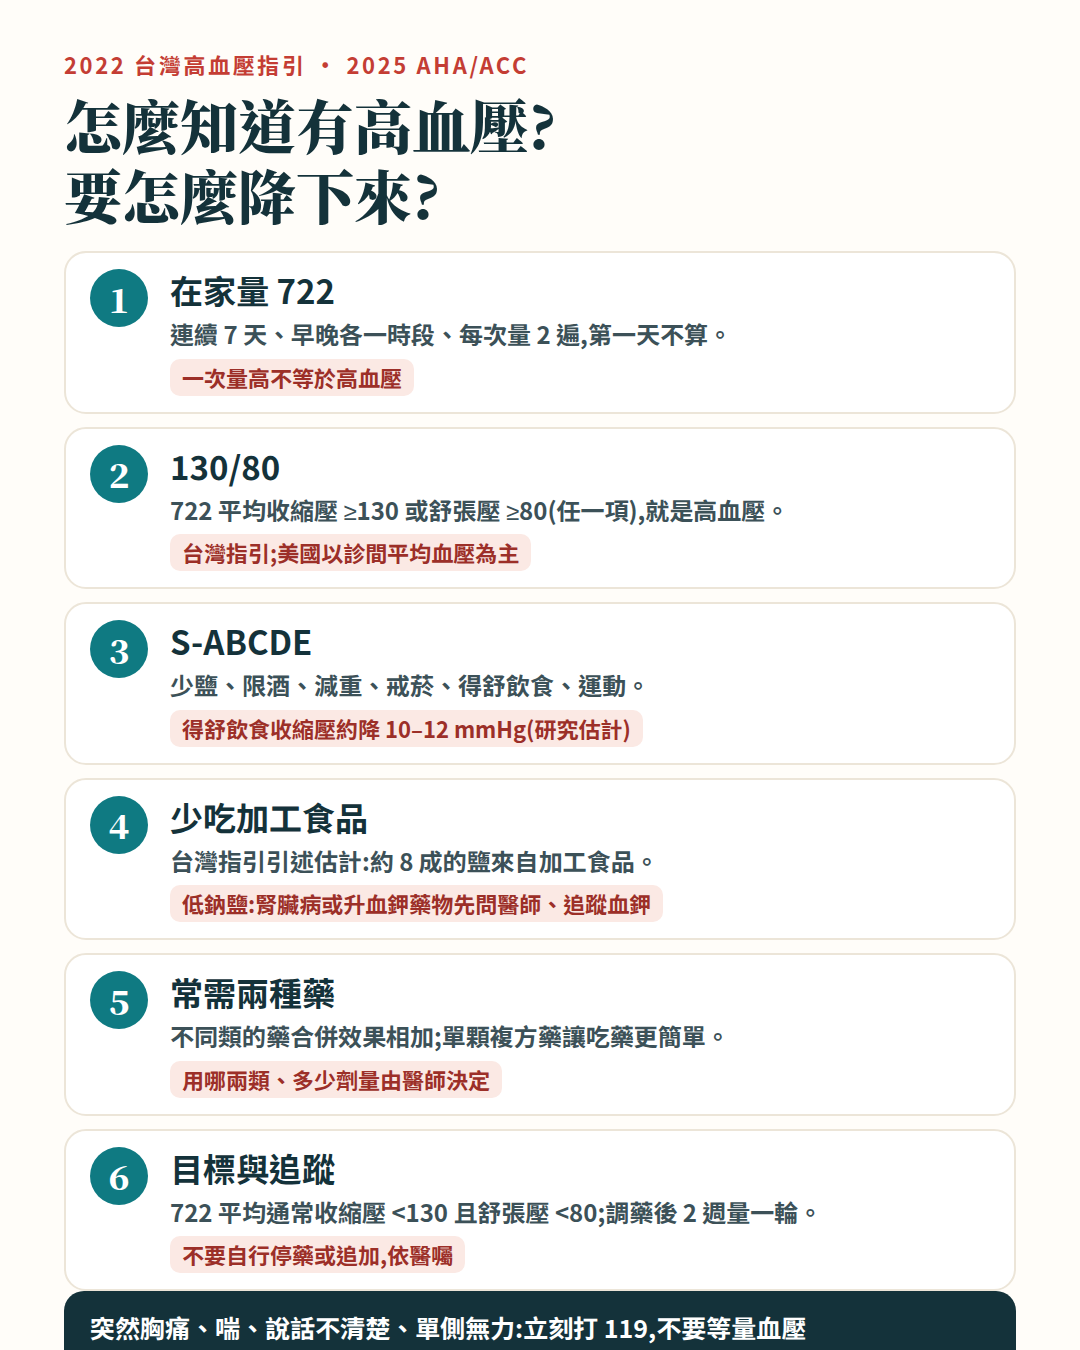 2022 台灣高血壓指引 · 2025 AHA/ACC
怎麼知道有高血壓?
要怎麼降下來?
1
在家量 722
連續 7 天、早晚各一時段、每次量 2 遍,第一天不算。
一次量高不等於高血壓
2
130/80
722 平均收縮壓 ≥130 或舒張壓 ≥80(任一項),就是高血壓。
台灣指引;美國以診間平均血壓為主
3
S-ABCDE
少鹽、限酒、減重、戒菸、得舒飲食、運動。
得舒飲食收縮壓約降 10–12 mmHg(研究估計)
4
少吃加工食品
台灣指引引述估計:約 8 成的鹽來自加工食品。
低鈉鹽:腎臟病或升血鉀藥物先問醫師、追蹤血鉀
5
常需兩種藥
不同類的藥合併效果相加;單顆複方藥讓吃藥更簡單。
用哪兩類、多少劑量由醫師決定
6
目標與追蹤
722 平均通常收縮壓 <130 且舒張壓 <80;調藥後 2 週量一輪。
不要自行停藥或追加,依醫囑
突然胸痛、喘、說話不清楚、單側無力:立刻打 119,不要等量血壓